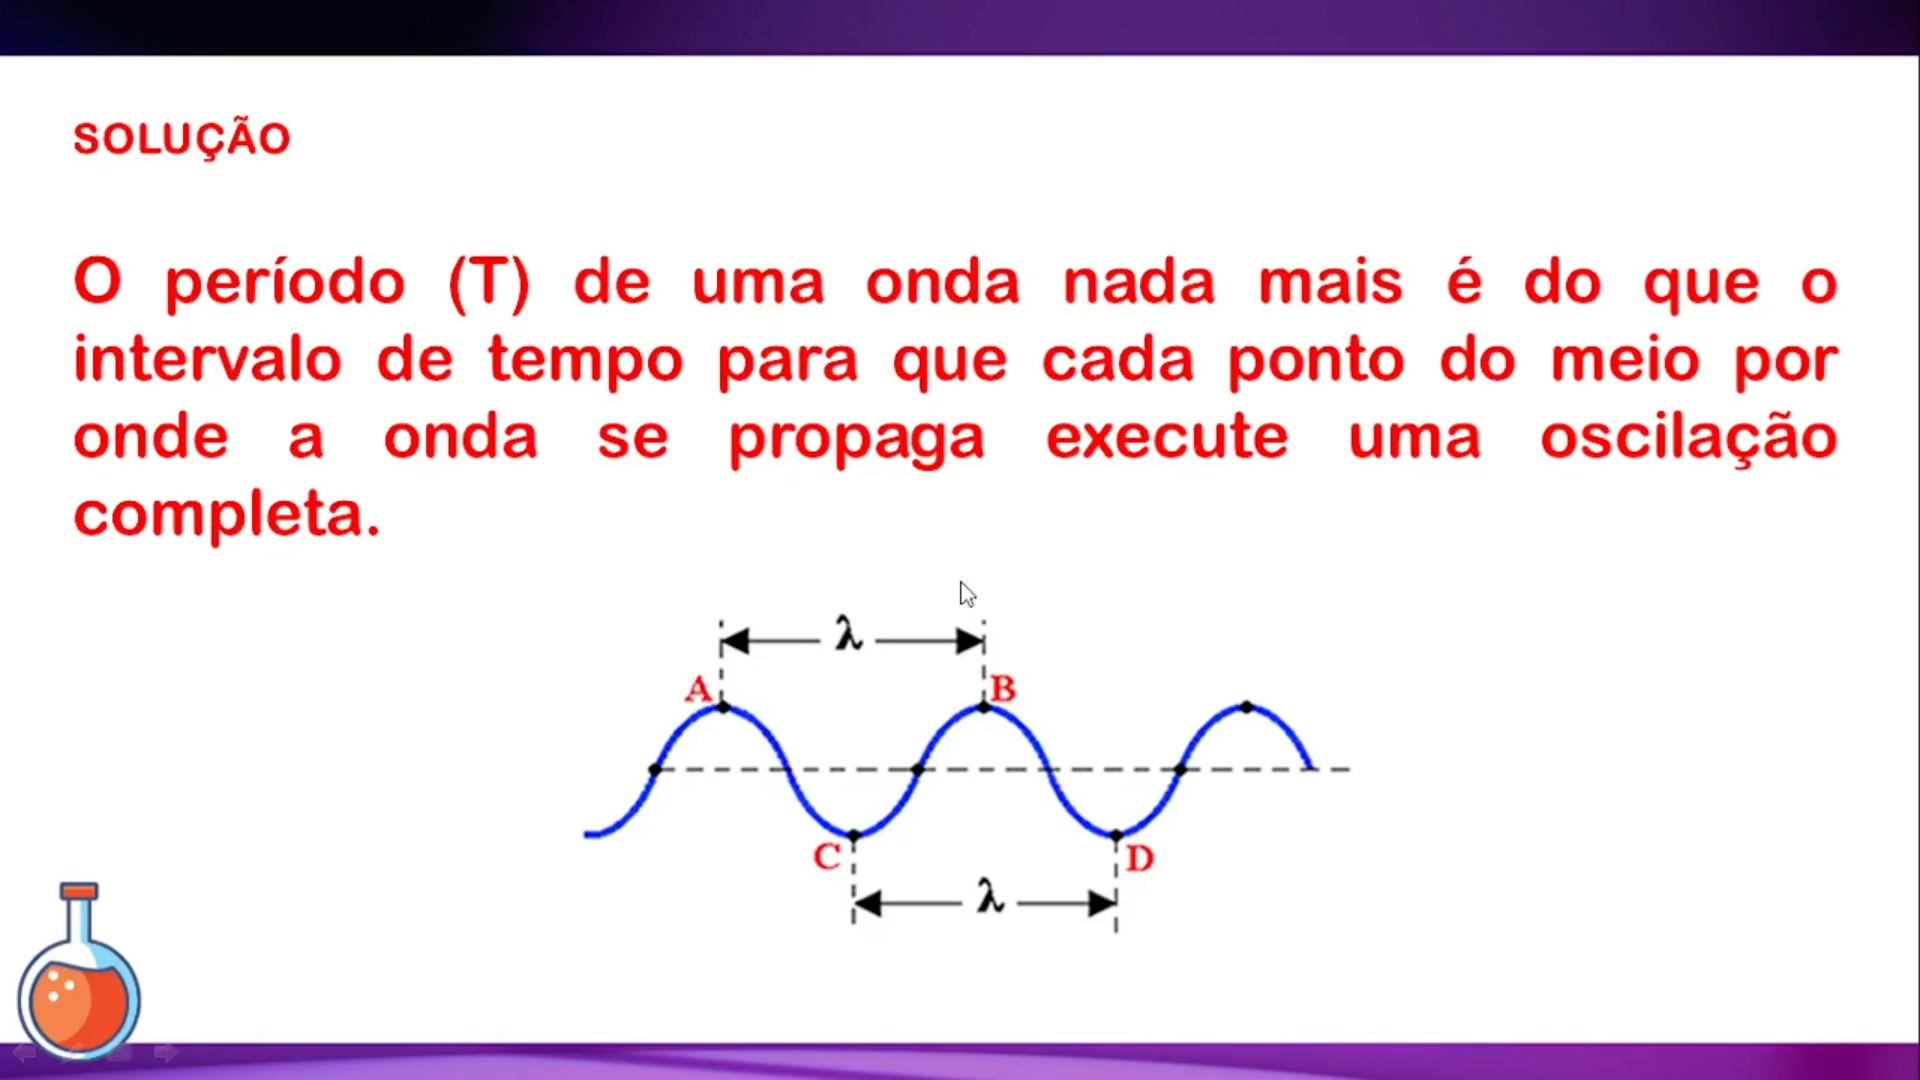 SOLUÇÃO
O período (T) de uma onda nada mais é do que o
intervalo de tempo para que cada ponto do meio por
onde a onda se propaga execute uma oscilação
completa.
λ
A B
C D
λ